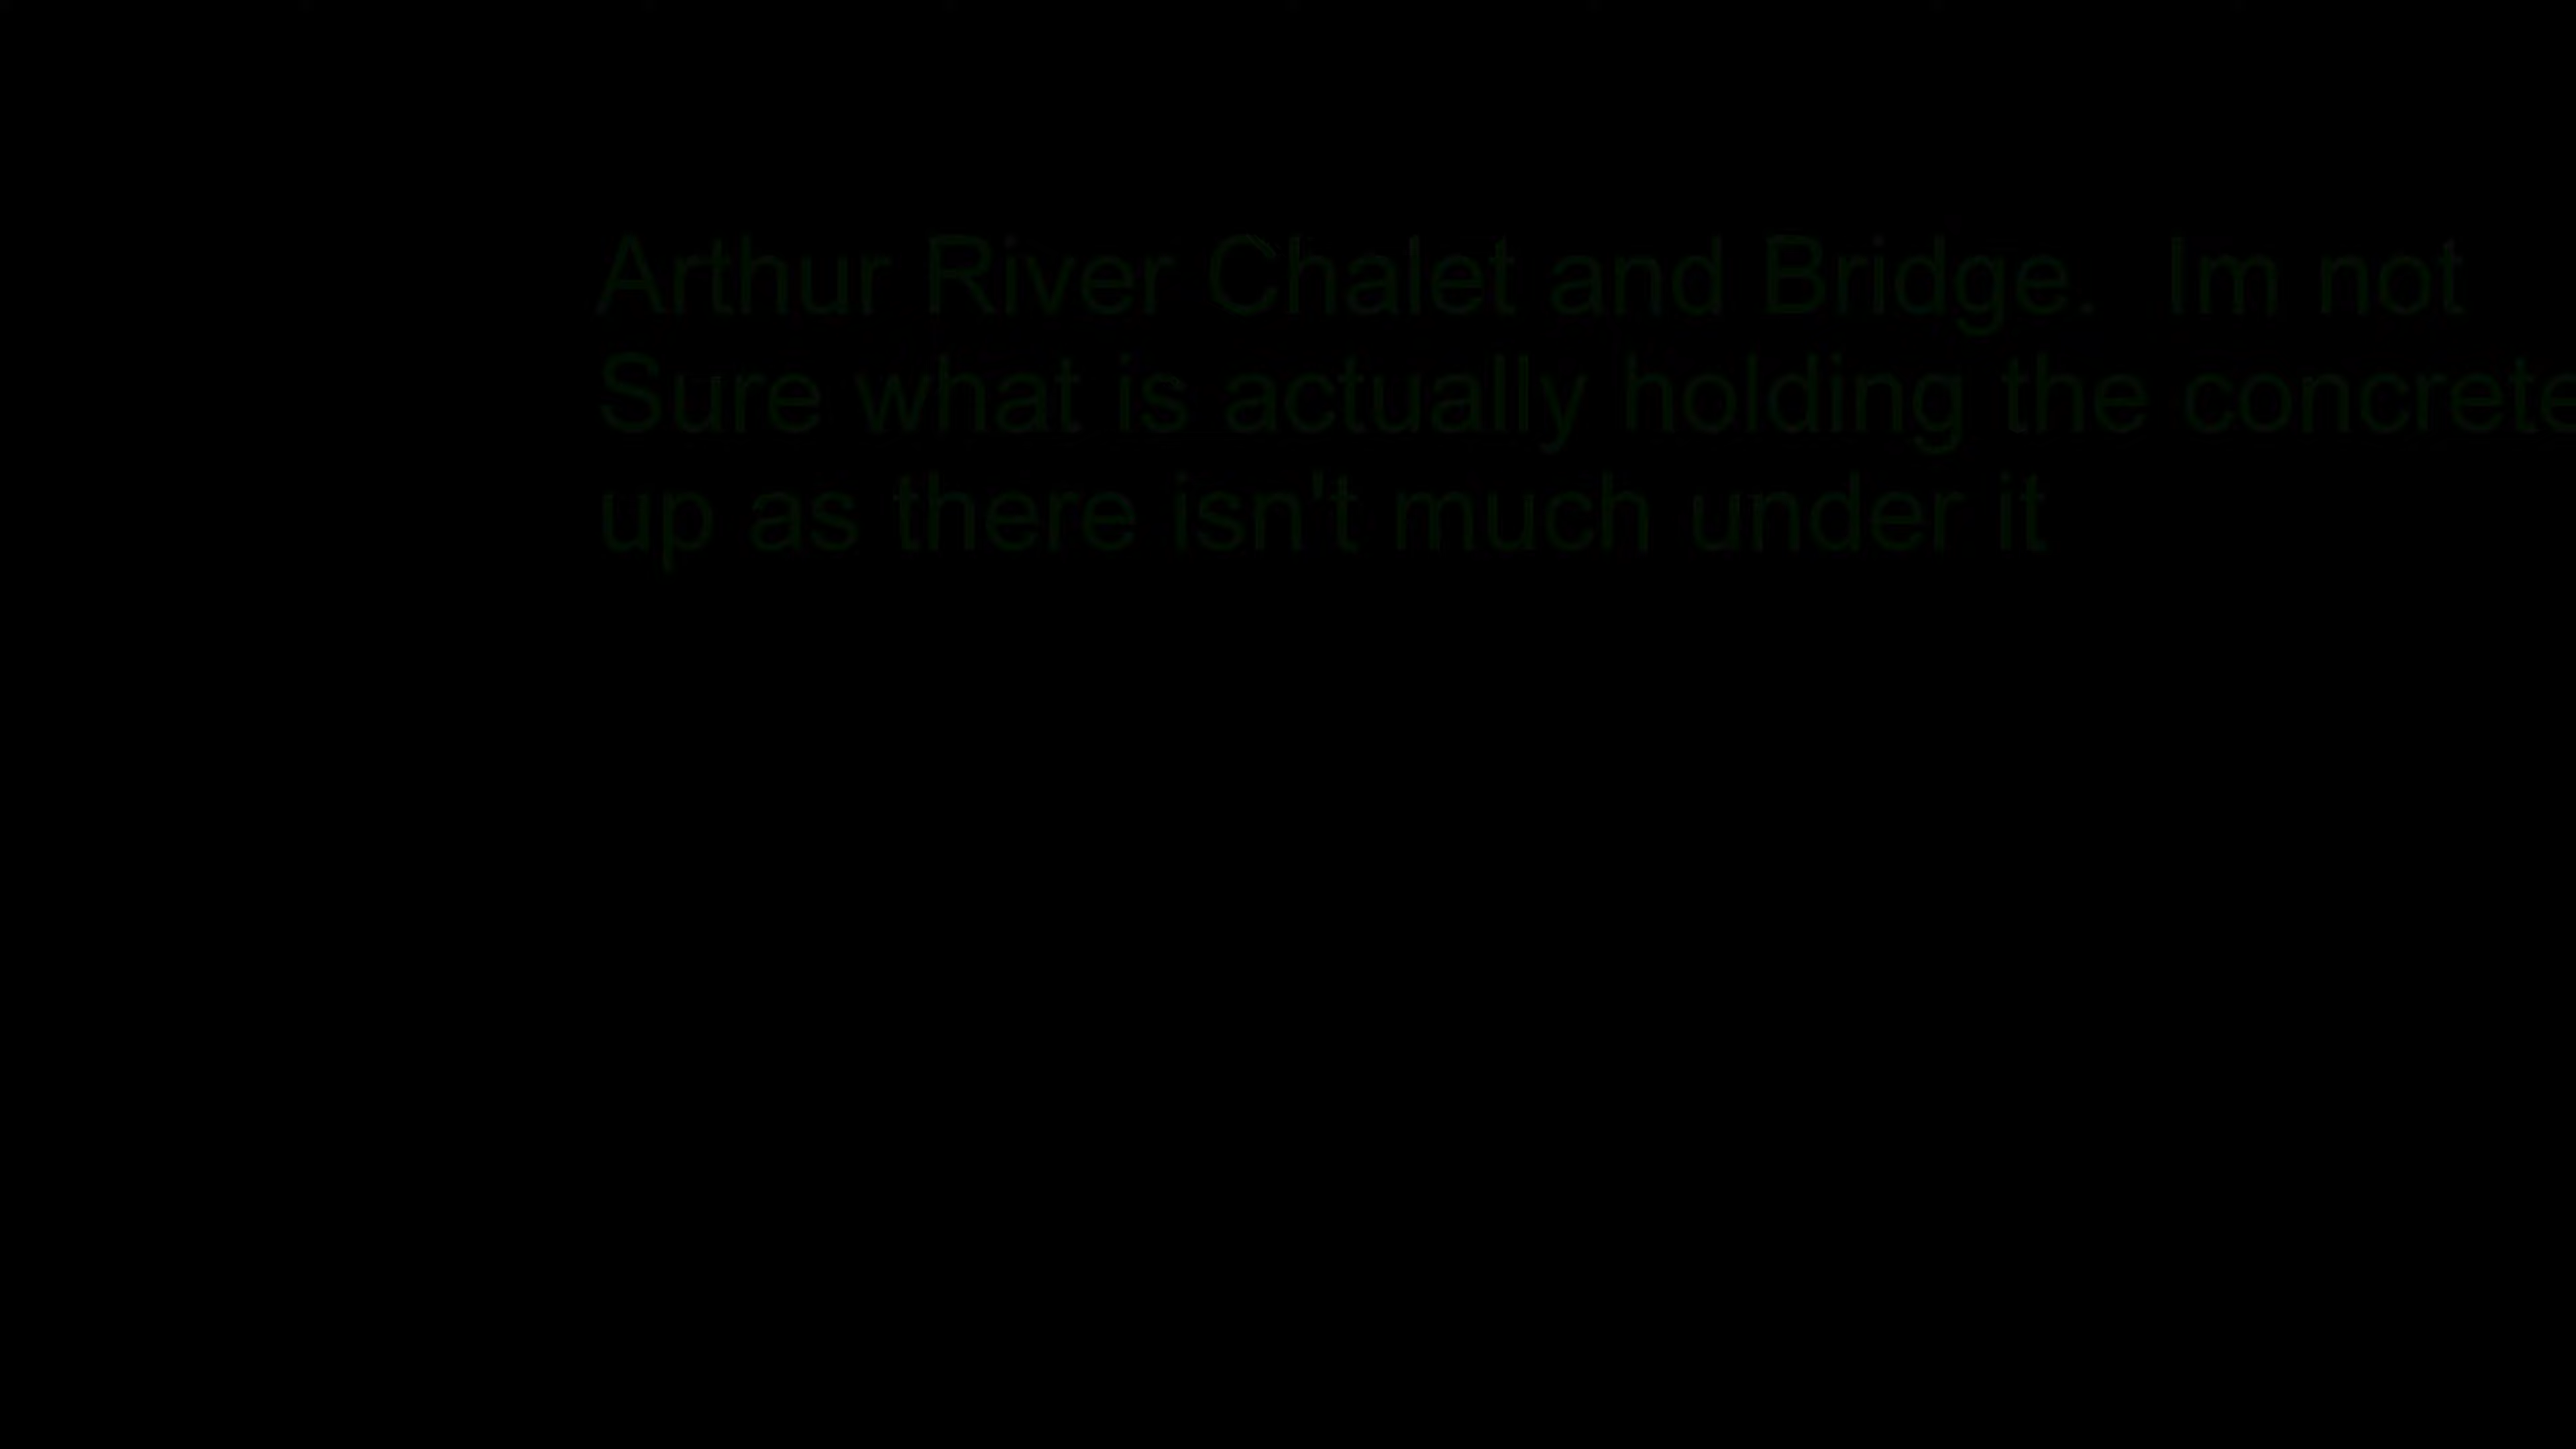 Arthur River Chalet and Bridge.  Im not
Sure what is actually holding the concrete
up as there isn't much under it